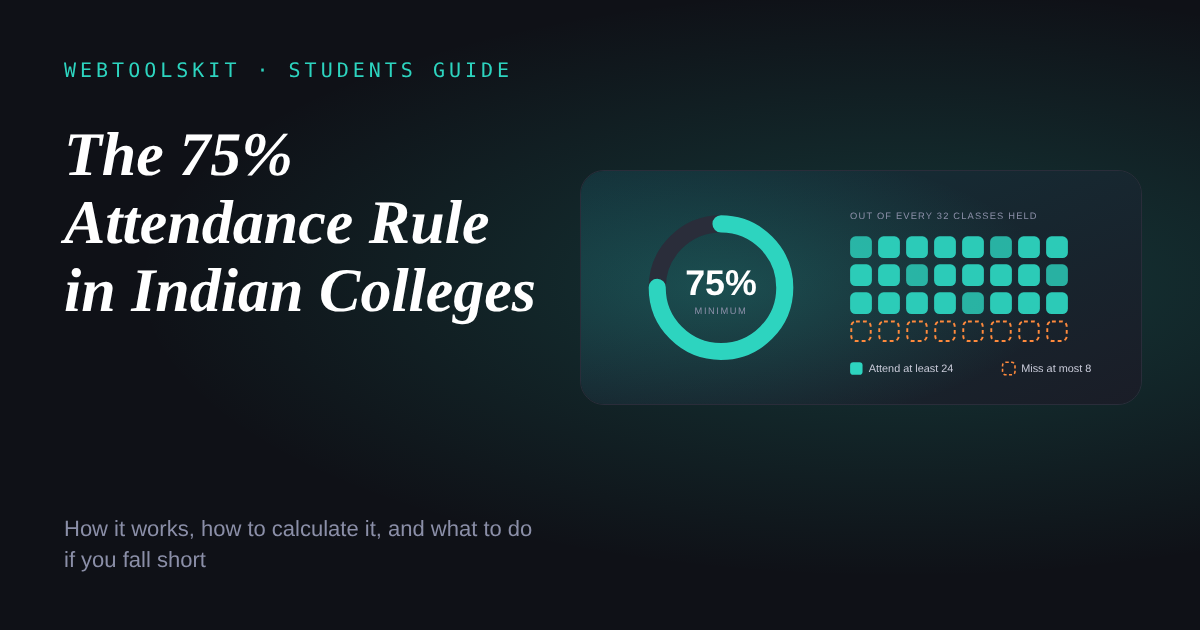 WEBTOOLSKIT · STUDENTS GUIDE
The 75%
Attendance Rule
in Indian Colleges
75%
MINIMUM
OUT OF EVERY 32 CLASSES HELD
Attend at least 24
Miss at most 8
How it works, how to calculate it, and what to do
if you fall short